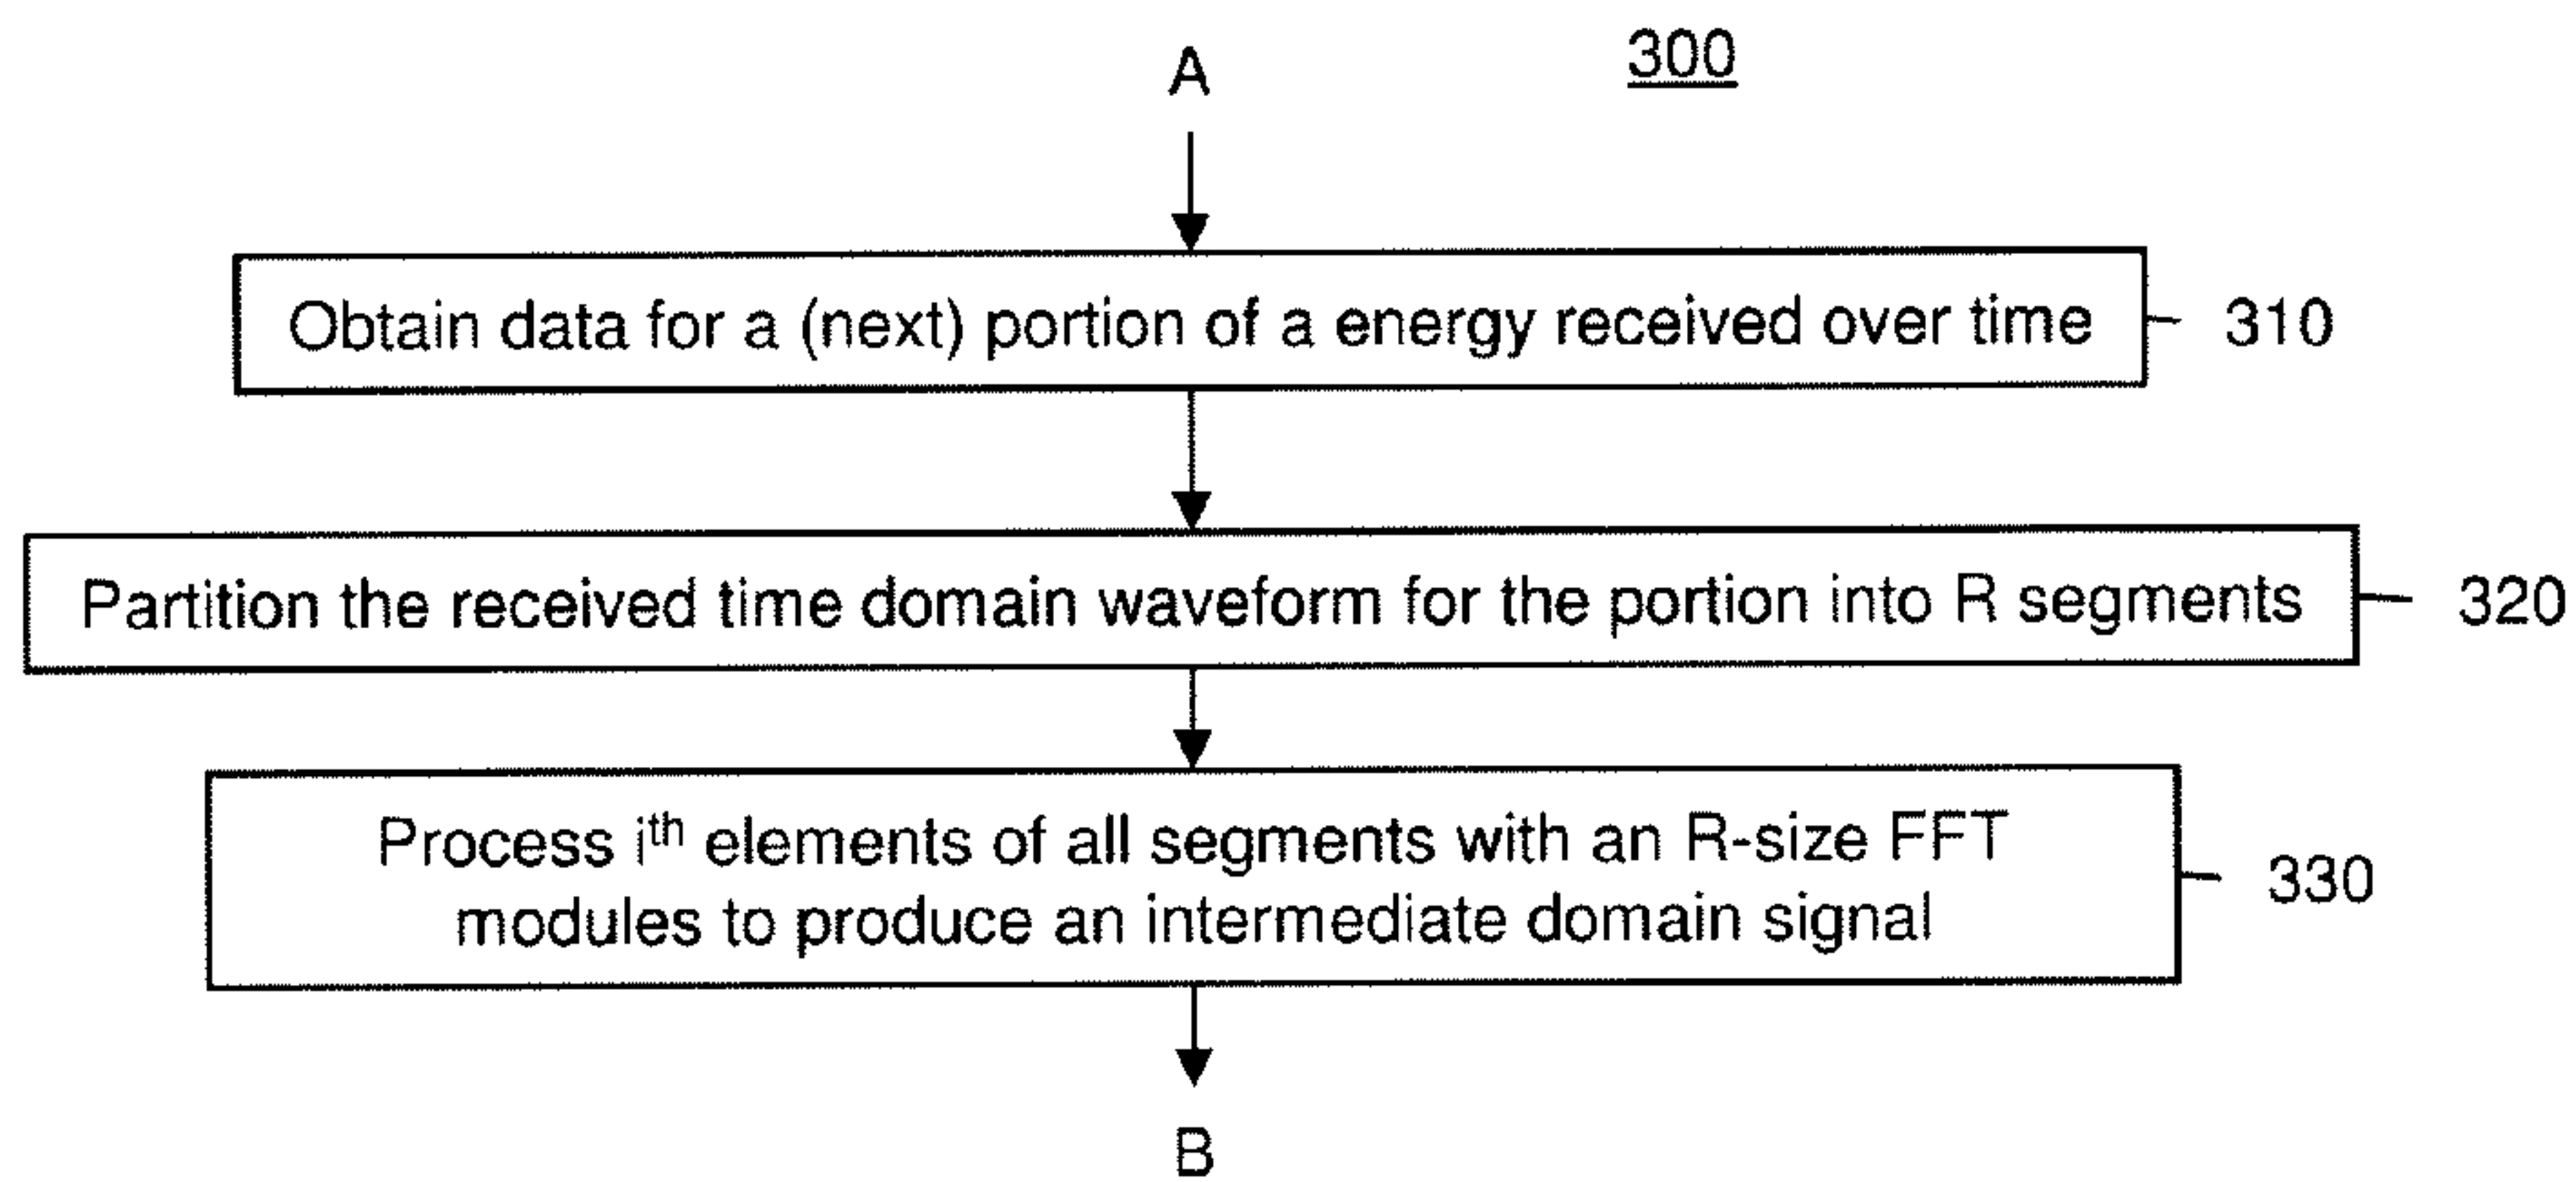 A
300
Obtain data for a (next) portion of a energy received over time
310
Partition the received time domain waveform for the portion into R segments
320
Process iᵗʰ elements of all segments with an R-size FFT
modules to produce an intermediate domain signal
330
B